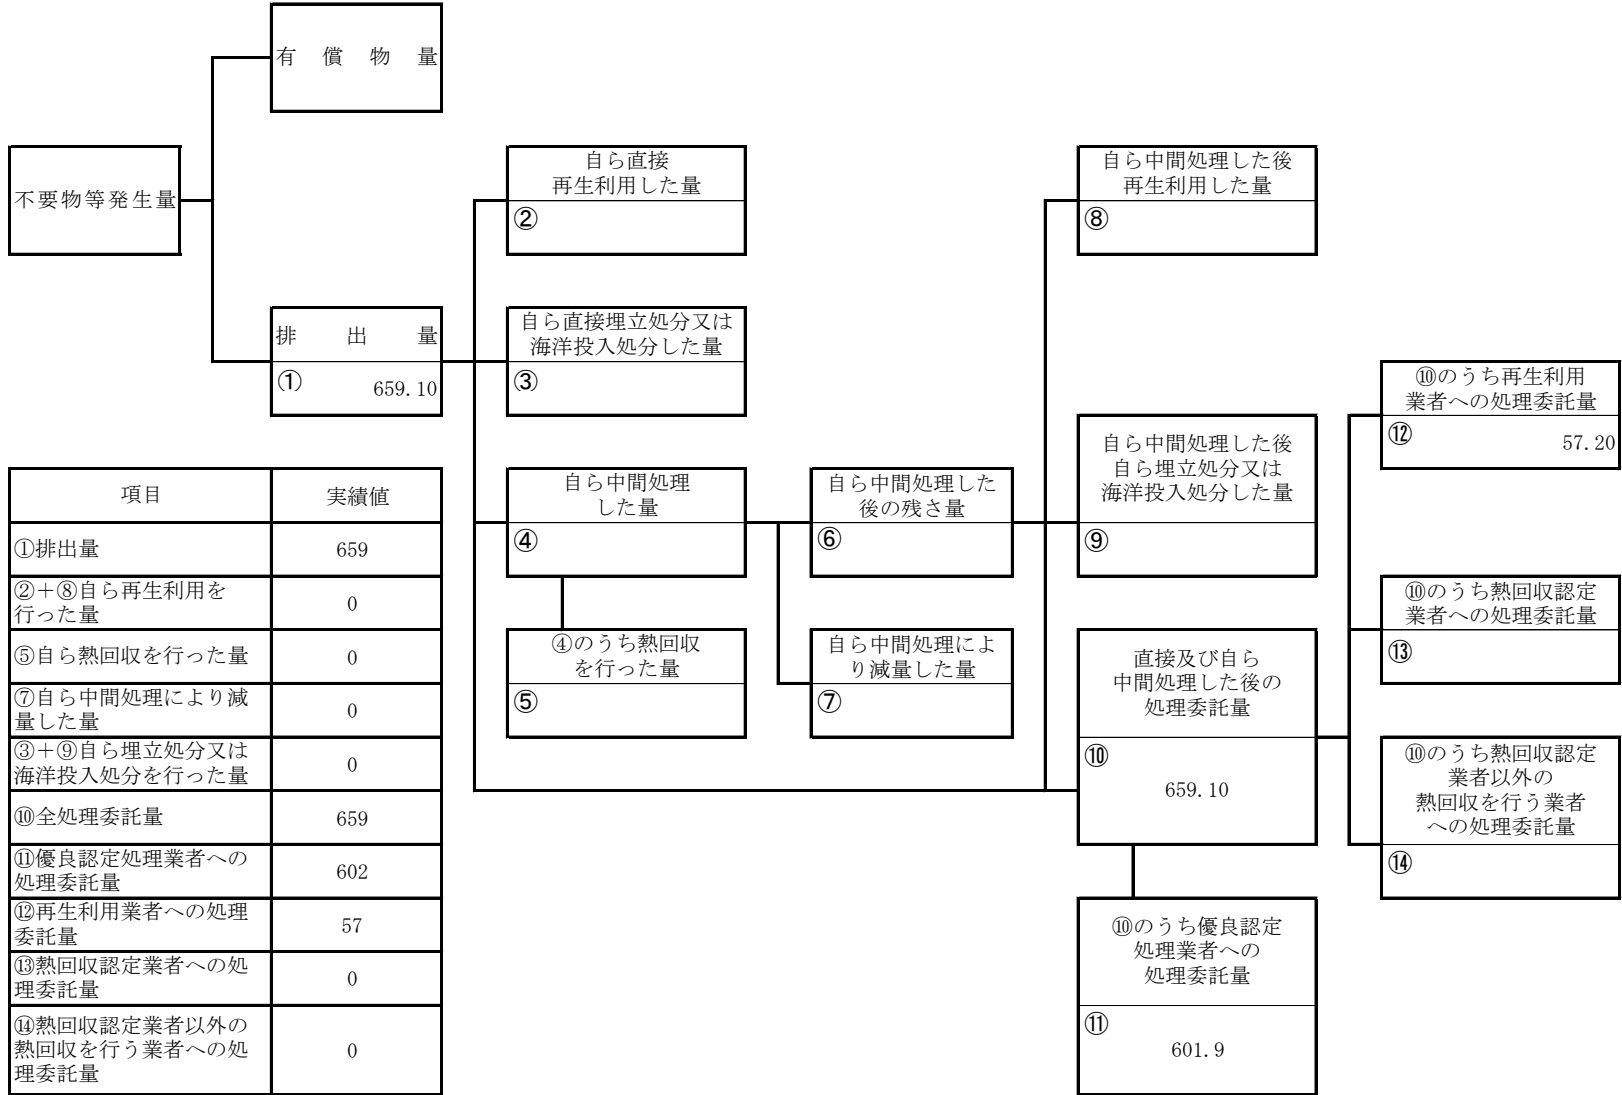 有償物量
不要物等発生量
排出量
① 659.10
自ら直接
再生利用した量
②
自ら直接埋立処分又は
海洋投入処分した量
③
自ら中間処理
した量
④
④のうち熱回収
を行った量
⑤
自ら中間処理した
後の残さ量
⑥
自ら中間処理によ
り減量した量
⑦
自ら中間処理した後
再生利用した量
⑧
自ら中間処理した後
自ら埋立処分又は
海洋投入処分した量
⑨
直接及び自ら
中間処理した後の
処理委託量
⑩
659.10
⑩のうち優良認定
処理業者への
処理委託量
⑪
601.9
⑩のうち再生利用
業者への処理委託量
⑫ 57.20
⑩のうち熱回収認定
業者への処理委託量
⑬
⑩のうち熱回収認定
業者以外の
熱回収を行う業者
への処理委託量
⑭
項目 実績値
①排出量 659
②＋⑧自ら再生利用を
行った量 0
⑤自ら熱回収を行った量 0
⑦自ら中間処理により減
量した量 0
③＋⑨自ら埋立処分又は
海洋投入処分を行った量 0
⑩全処理委託量 659
⑪優良認定処理業者への
処理委託量 602
⑫再生利用業者への処理
委託量 57
⑬熱回収認定業者への処
理委託量 0
⑭熱回収認定業者以外の
熱回収を行う業者への処
理委託量 0